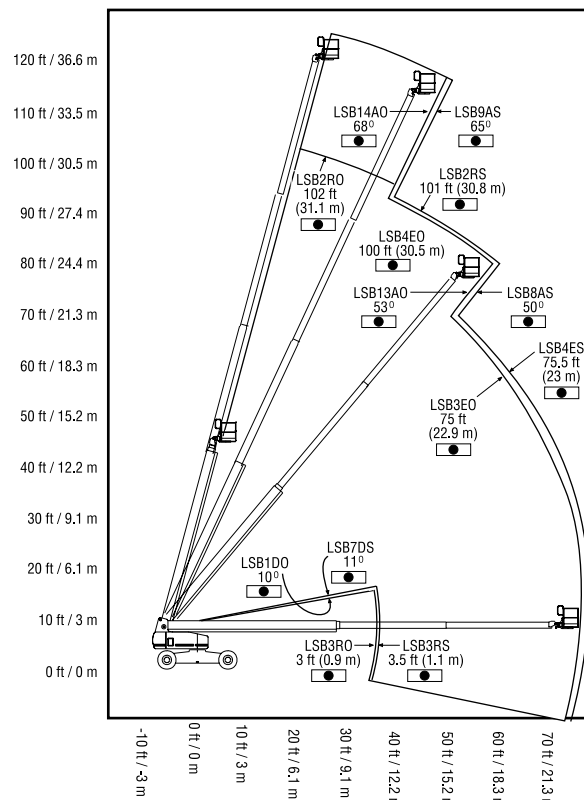 120 ft / 36.6 m
110 ft / 33.5 m
100 ft / 30.5 m
90 ft / 27.4 m
80 ft / 24.4 m
70 ft / 21.3 m
60 ft / 18.3 m
50 ft / 15.2 m
40 ft / 12.2 m
30 ft / 9.1 m
20 ft / 6.1 m
10 ft / 3 m
0 ft / 0 m
LSB14AO
68⁰
LSB9AS
65⁰
LSB2RO
102 ft
(31.1 m)
LSB2RS
101 ft (30.8 m)
LSB4EO
100 ft (30.5 m)
LSB13AO
53⁰
LSB8AS
50⁰
LSB4ES
75.5 ft
(23 m)
LSB3EO
75 ft
(22.9 m)
LSB1DO
10⁰
LSB7DS
11⁰
LSB3RO
3 ft (0.9 m)
LSB3RS
3.5 ft (1.1 m)
-10 ft / -3 m
0 ft / 0 m
10 ft / 3 m
20 ft / 6.1 m
30 ft / 9.1 m
40 ft / 12.2 m
50 ft / 15.2 m
60 ft / 18.3 m
70 ft / 21.3 m